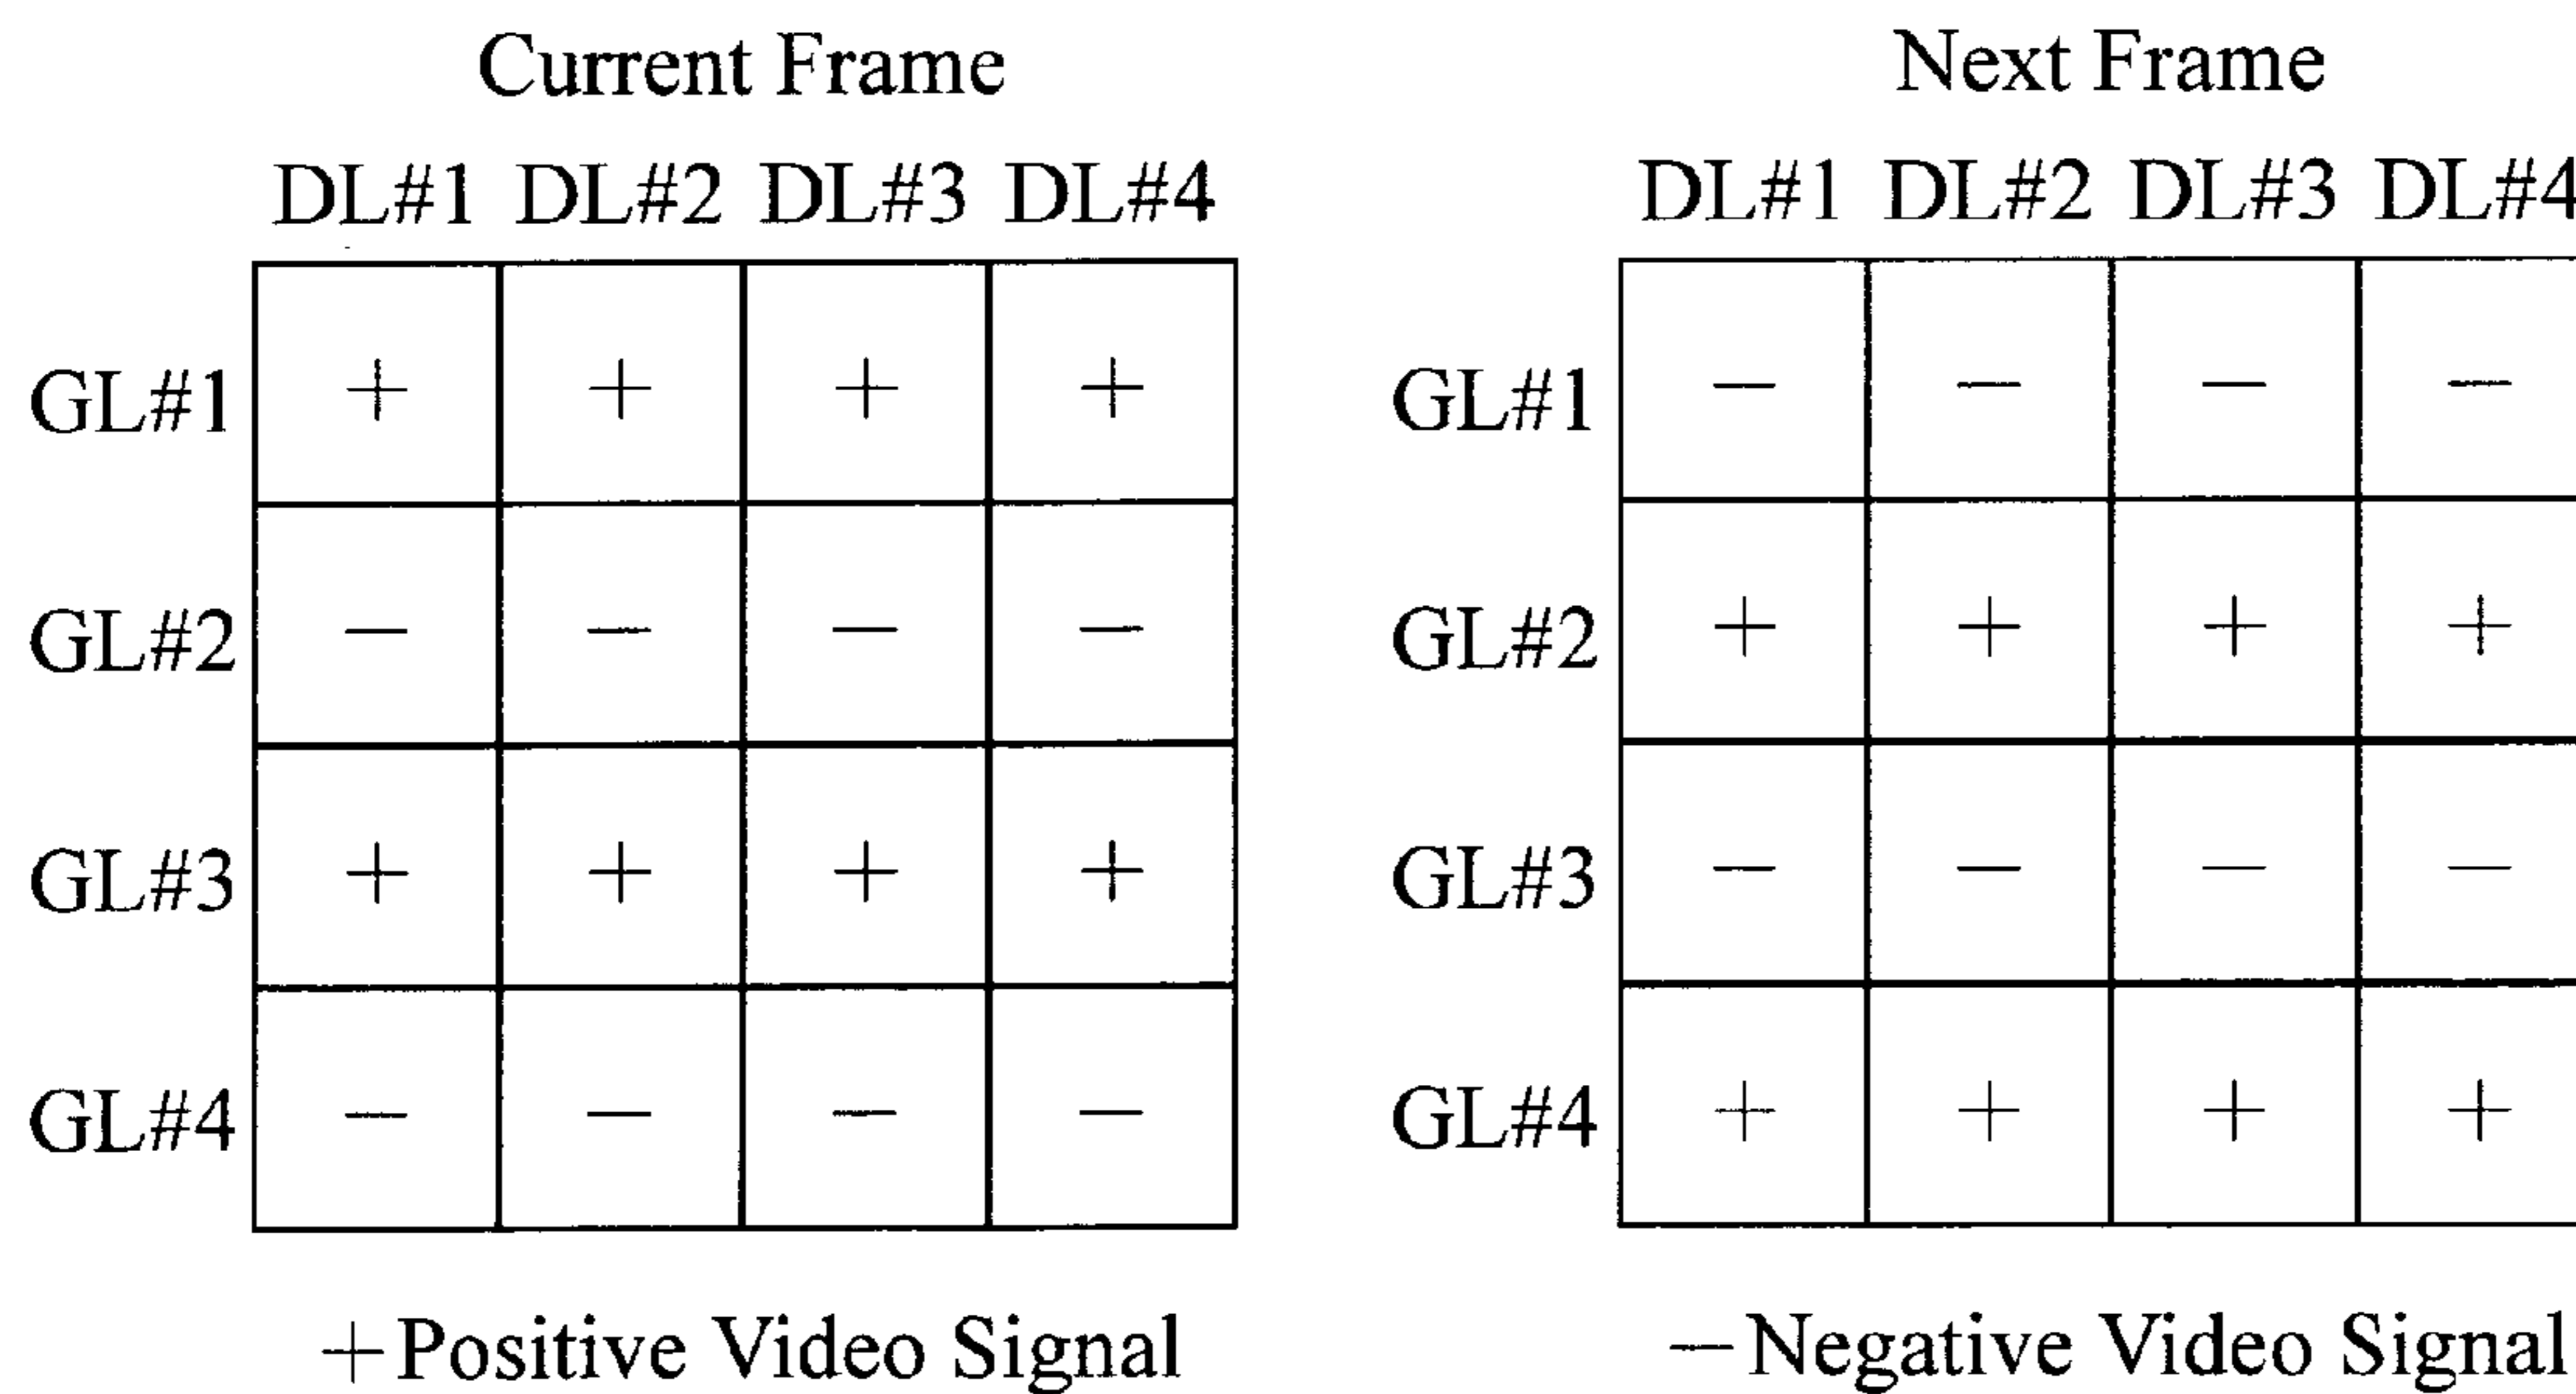 Current Frame
DL#1 DL#2 DL#3 DL#4
GL#1 + + + +
GL#2 − − − −
GL#3 + + + +
GL#4 − − − −
+Positive Video Signal
Next Frame
DL#1 DL#2 DL#3 DL#4
GL#1 − − − −
GL#2 + + + +
GL#3 − − − −
GL#4 + + + +
−Negative Video Signal